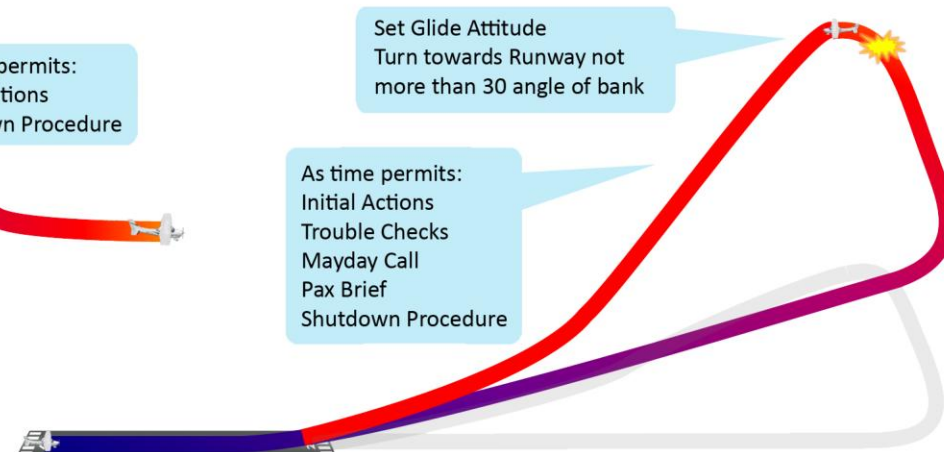 permits:
Procedure
Set Glide Attitude
Turn towards Runway not
more than 30 angle of bank
As time permits:
Initial Actions
Trouble Checks
Mayday Call
Pax Brief
Shutdown Procedure